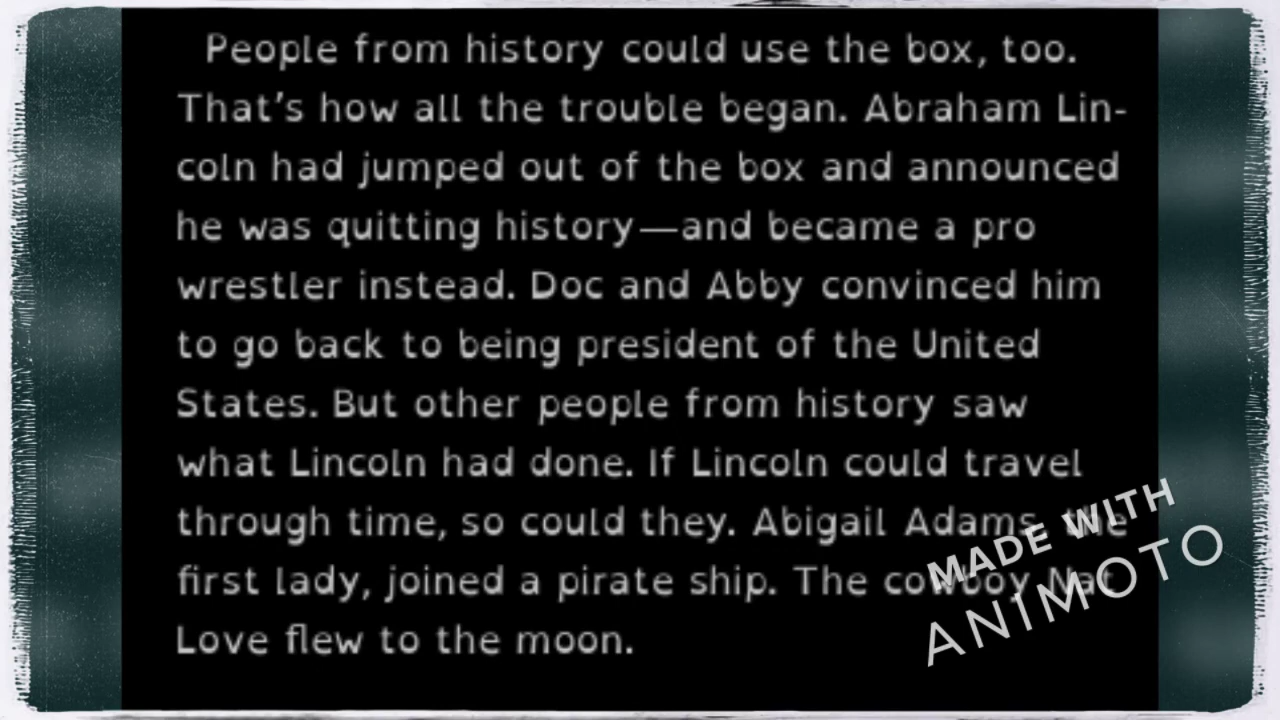 People from history could use the box, too.
That's how all the trouble began. Abraham Lin-
coln had jumped out of the box and announced
he was quitting history—and became a pro
wrestler instead. Doc and Abby convinced him
to go back to being president of the United
States. But other people from history saw
what Lincoln had done. If Lincoln could travel
through time, so could they. Abigail Adams, the
first lady, joined a pirate ship. The cowboy Nat
Love flew to the moon.
MADE WITH
ANIMOTO